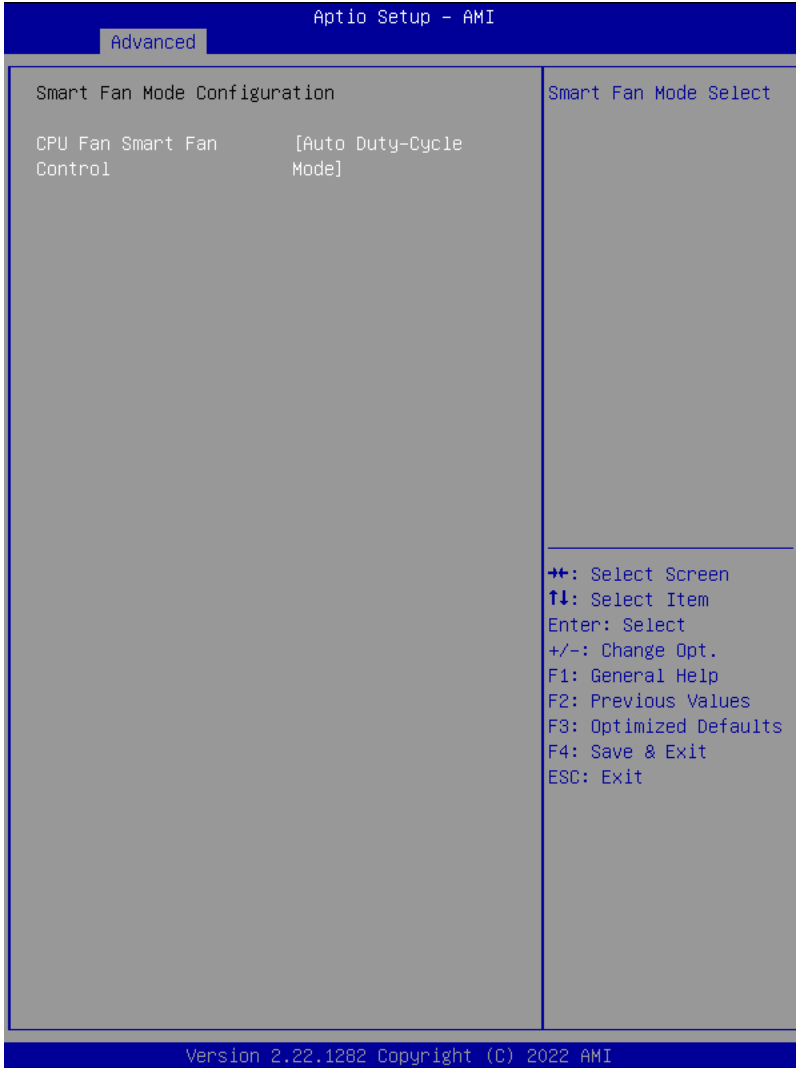 Aptio Setup – AMI
Advanced
Smart Fan Mode Configuration
CPU Fan Smart Fan [Auto Duty-Cycle
Control Mode]
Smart Fan Mode Select
→←: Select Screen
↑↓: Select Item
Enter: Select
+/-: Change Opt.
F1: General Help
F2: Previous Values
F3: Optimized Defaults
F4: Save & Exit
ESC: Exit
Version 2.22.1282 Copyright (C) 2022 AMI